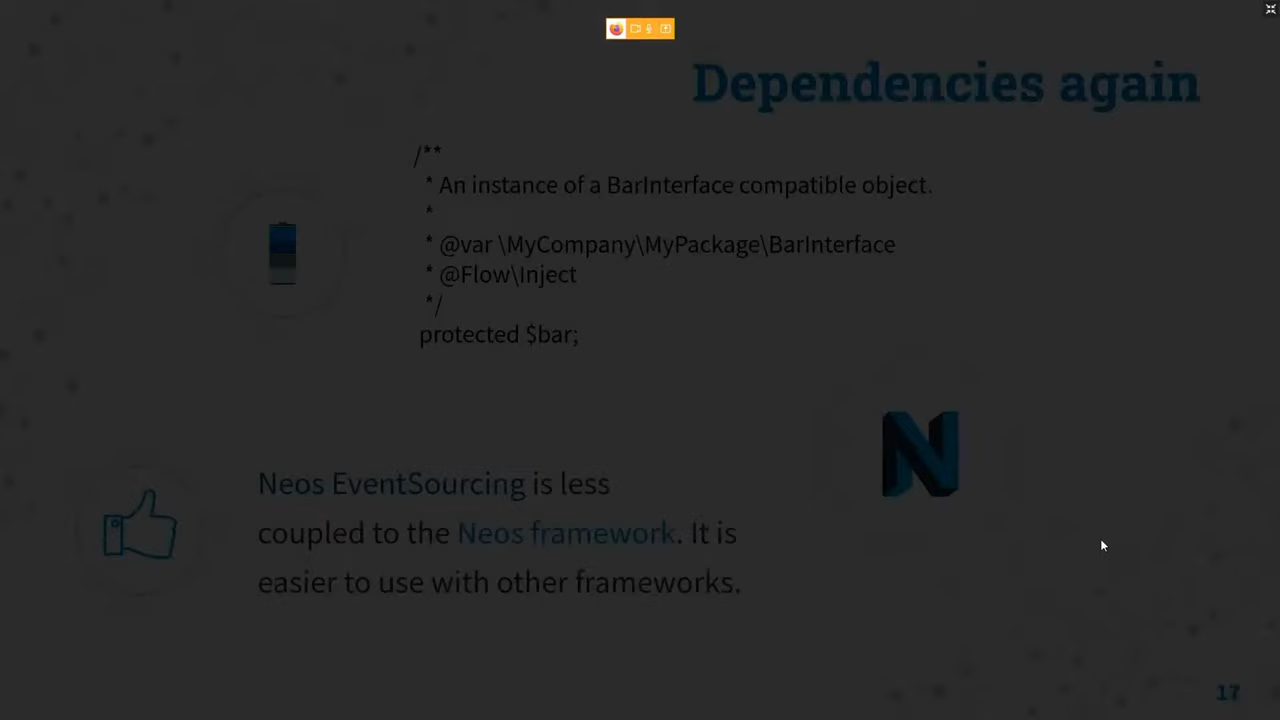 Dependencies again
/**
* An instance of a BarInterface compatible object.
*
* @var \MyCompany\MyPackage\BarInterface
* @Flow\Inject
*/
protected $bar;
N
Neos EventSourcing is less
coupled to the Neos framework. It is
easier to use with other frameworks.
17